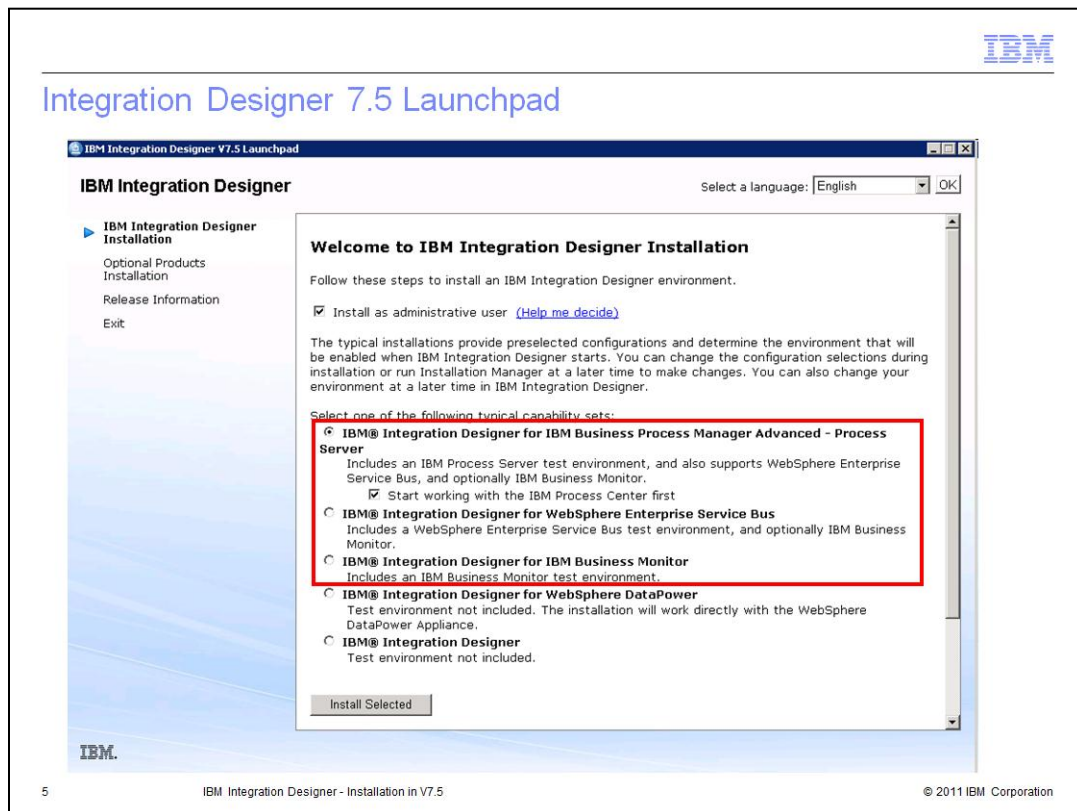 IBM
Integration Designer 7.5 Launchpad
IBM Integration Designer V7.5 Launchpad
IBM Integration Designer
Select a language: English OK
IBM Integration Designer
Installation
Optional Products
Installation
Release Information
Exit
Welcome to IBM Integration Designer Installation
Follow these steps to install an IBM Integration Designer environment.
Install as administrative user (Help me decide)
The typical installations provide preselected configurations and determine the environment that will
be enabled when IBM Integration Designer starts. You can change the configuration selections during
installation or run Installation Manager at a later time to make changes. You can also change your
environment at a later time in IBM Integration Designer.
Select one of the following typical capability sets:
IBM® Integration Designer for IBM Business Process Manager Advanced - Process
Server
Includes an IBM Process Server test environment, and also supports WebSphere Enterprise
Service Bus, and optionally IBM Business Monitor.
Start working with the IBM Process Center first
IBM® Integration Designer for WebSphere Enterprise Service Bus
Includes a WebSphere Enterprise Service Bus test environment, and optionally IBM Business
Monitor.
IBM® Integration Designer for IBM Business Monitor
Includes an IBM Business Monitor test environment.
IBM® Integration Designer for WebSphere DataPower
Test environment not included. The installation will work directly with the WebSphere
DataPower Appliance.
IBM® Integration Designer
Test environment not included.
Install Selected
IBM.
5 IBM Integration Designer - Installation in V7.5 © 2011 IBM Corporation